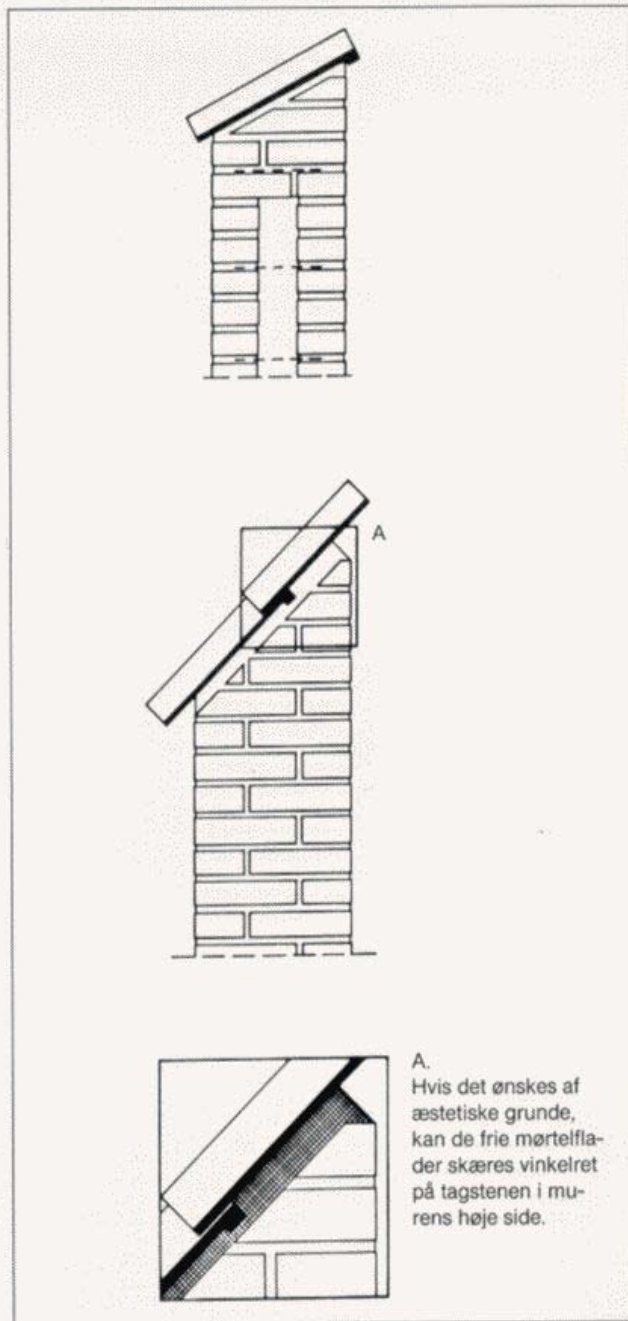 A
A.
Hvis det ønskes af
æstetiske grunde,
kan de frie mørtelfla-
der skæres vinkelret
på tagstenen i mu-
rens høje side.